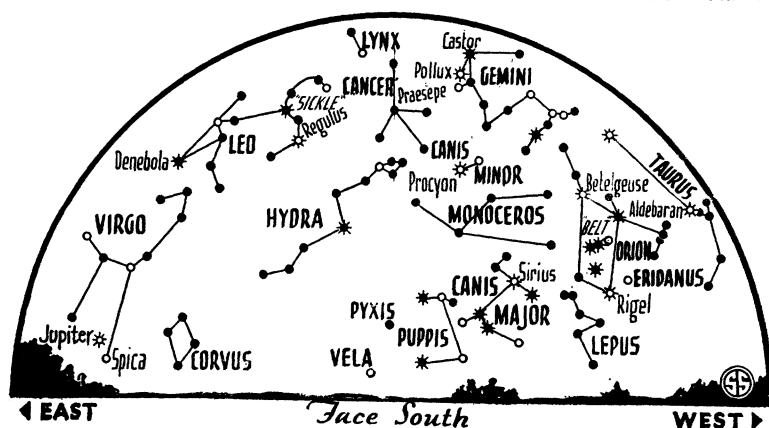 LYNX
Castor
Pollux
GEMINI
CANCER
Praesepe
"SICKLE"
Regulus
LEO
Denebola
CANIS
MINOR
Procyon
TAURUS
Betelgeuse
Aldebaran
VIRGO
HYDRA
MONOCEROS
BELT
ORION
ERIDANUS
CANIS
Sirius
MAJOR
Rigel
PYXIS
PUPPIS
LEPUS
Jupiter
Spica
CORVUS
VELA
SS
EAST
Face South
WEST